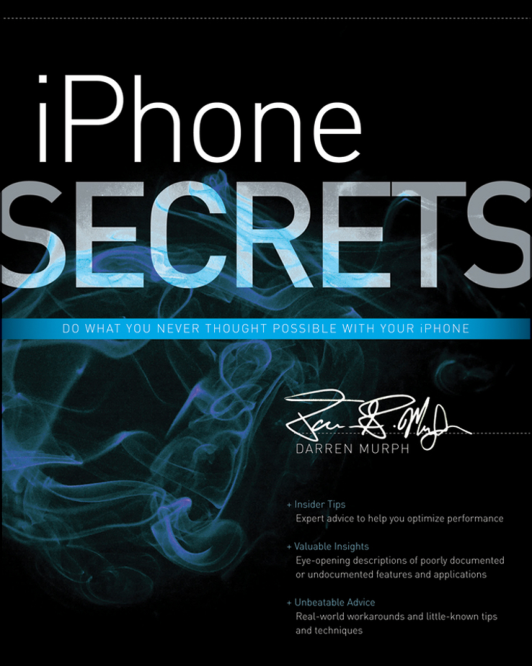 iPhone
SECRETS
DO WHAT YOU NEVER THOUGHT POSSIBLE WITH YOUR iPHONE
DARREN MURPH
+ Insider Tips
Expert advice to help you optimize performance
+ Valuable Insights
Eye-opening descriptions of poorly documented
or undocumented features and applications
+ Unbeatable Advice
Real-world workarounds and little-known tips
and techniques